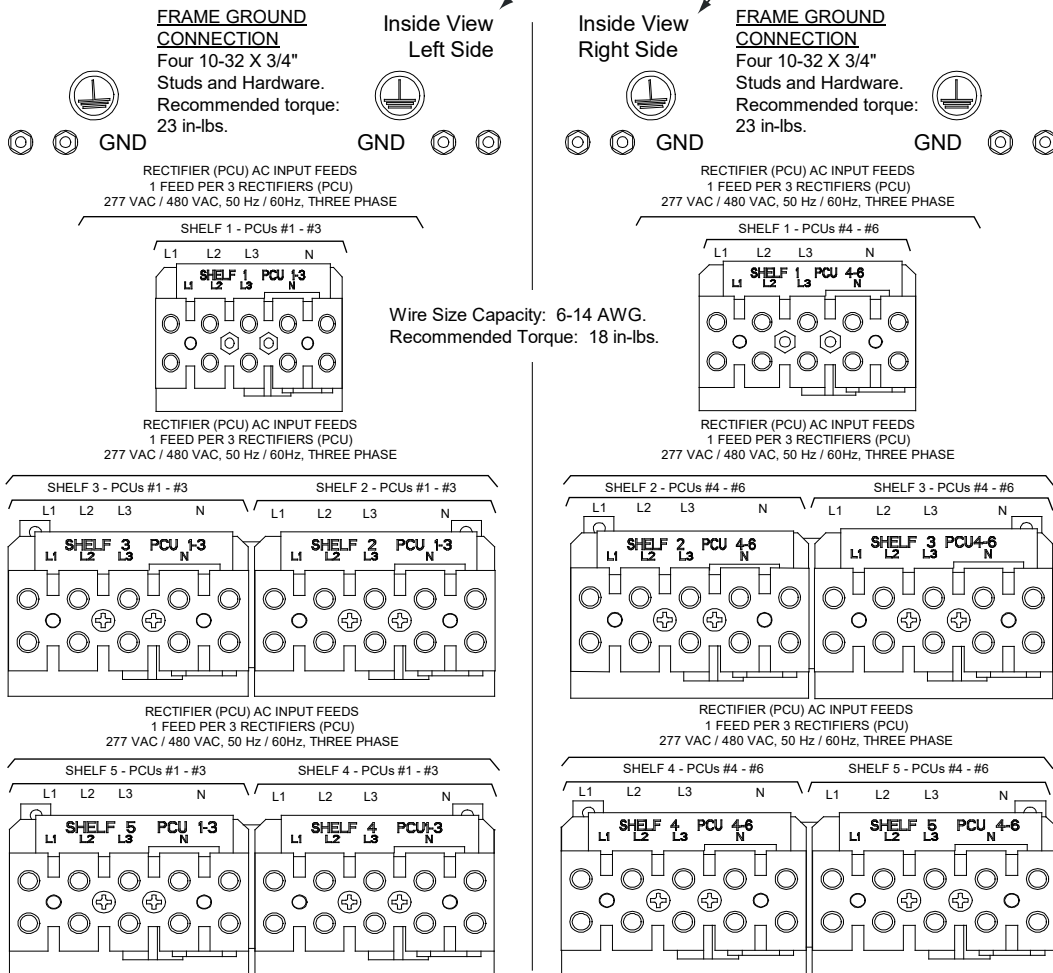 Inside View
Left Side
FRAME GROUND
CONNECTION
Four 10-32 X 3/4"
Studs and Hardware.
Recommended torque:
23 in-lbs.
GND
GND
RECTIFIER (PCU) AC INPUT FEEDS
1 FEED PER 3 RECTIFIERS (PCU)
277 VAC / 480 VAC, 50 Hz / 60Hz, THREE PHASE
SHELF 1 - PCUs #1 - #3
L1 L2 L3 N
SHELF 1 PCU 1-3
L1 L2 L3 N
Wire Size Capacity: 6-14 AWG.
Recommended Torque: 18 in-lbs.
RECTIFIER (PCU) AC INPUT FEEDS
1 FEED PER 3 RECTIFIERS (PCU)
277 VAC / 480 VAC, 50 Hz / 60Hz, THREE PHASE
SHELF 3 - PCUs #1 - #3
L1 L2 L3 N
SHELF 3 PCU 1-3
L1 L2 L3 N
SHELF 2 - PCUs #1 - #3
L1 L2 L3 N
SHELF 2 PCU 1-3
L1 L2 L3 N
RECTIFIER (PCU) AC INPUT FEEDS
1 FEED PER 3 RECTIFIERS (PCU)
277 VAC / 480 VAC, 50 Hz / 60Hz, THREE PHASE
SHELF 5 - PCUs #1 - #3
L1 L2 L3 N
SHELF 5 PCU 1-3
L1 L2 L3 N
SHELF 4 - PCUs #1 - #3
L1 L2 L3 N
SHELF 4 PCU1-3
L1 L2 L3 N
Inside View
Right Side
FRAME GROUND
CONNECTION
Four 10-32 X 3/4"
Studs and Hardware.
Recommended torque:
23 in-lbs.
GND
GND
RECTIFIER (PCU) AC INPUT FEEDS
1 FEED PER 3 RECTIFIERS (PCU)
277 VAC / 480 VAC, 50 Hz / 60Hz, THREE PHASE
SHELF 1 - PCUs #4 - #6
L1 L2 L3 N
SHELF 1 PCU 4-6
L1 L2 L3 N
RECTIFIER (PCU) AC INPUT FEEDS
1 FEED PER 3 RECTIFIERS (PCU)
277 VAC / 480 VAC, 50 Hz / 60Hz, THREE PHASE
SHELF 2 - PCUs #4 - #6
L1 L2 L3 N
SHELF 2 PCU 4-6
L1 L2 L3 N
SHELF 3 - PCUs #4 - #6
L1 L2 L3 N
SHELF 3 PCU4-6
L1 L2 L3 N
RECTIFIER (PCU) AC INPUT FEEDS
1 FEED PER 3 RECTIFIERS (PCU)
277 VAC / 480 VAC, 50 Hz / 60Hz, THREE PHASE
SHELF 4 - PCUs #4 - #6
L1 L2 L3 N
SHELF 4 PCU 4-6
L1 L2 L3 N
SHELF 5 - PCUs #4 - #6
L1 L2 L3 N
SHELF 5 PCU 4-6
L1 L2 L3 N